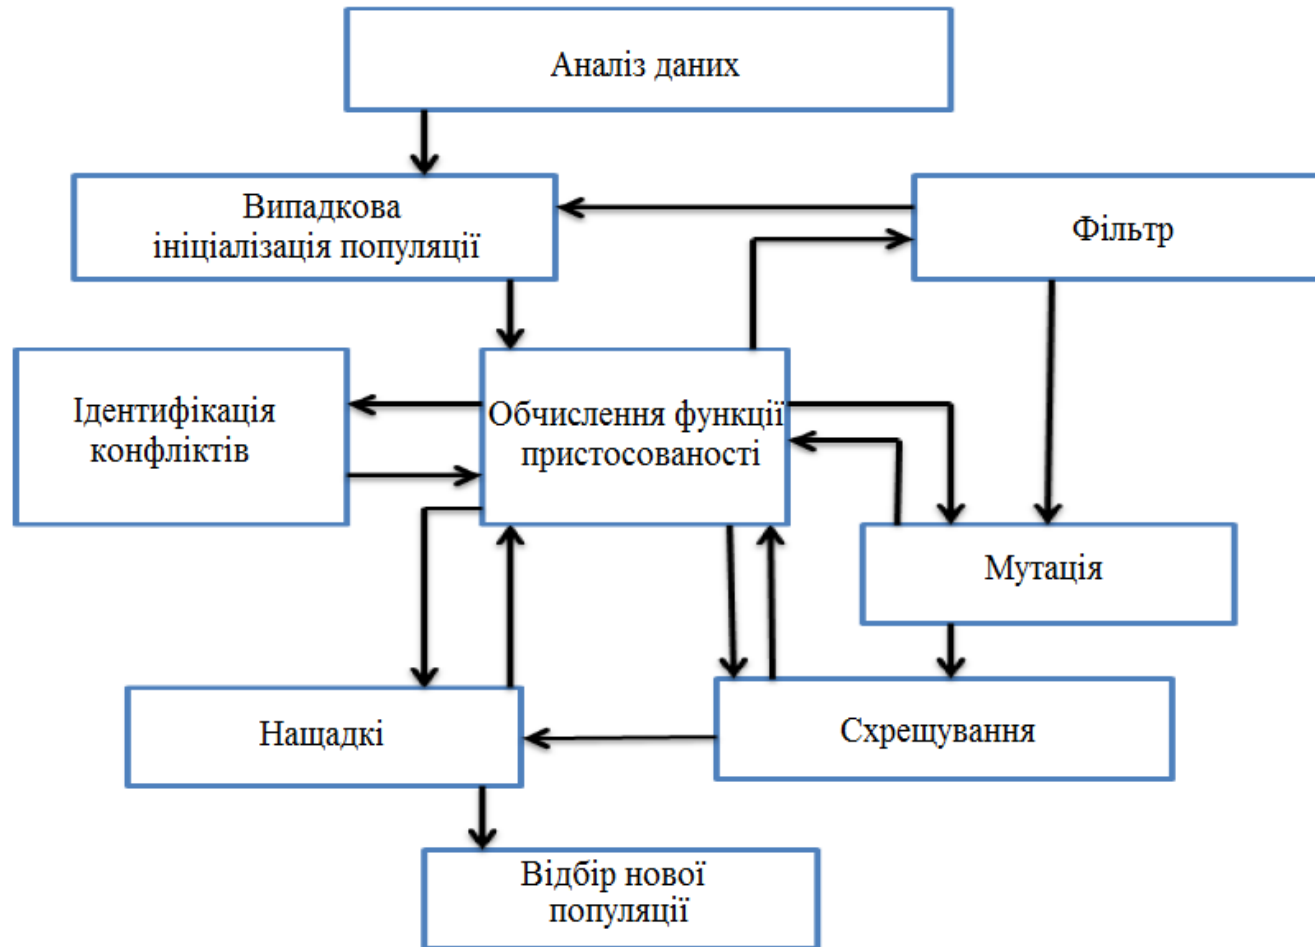 Аналіз даних
Випадкова
ініціалізація популяції
Фільтр
Ідентифікація
конфліктів
Обчислення функції
пристосованості
Мутація
Нащадкі
Схрещування
Відбір нової
популяції